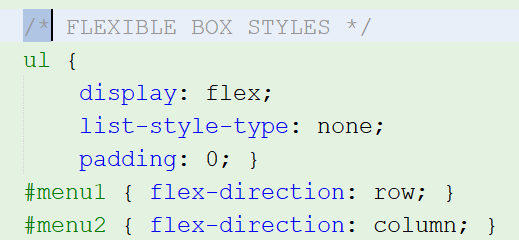 /* FLEXIBLE BOX STYLES */
ul {
    display: flex;
    list-style-type: none;
    padding: 0; }
#menu1 { flex-direction: row; }
#menu2 { flex-direction: column; }